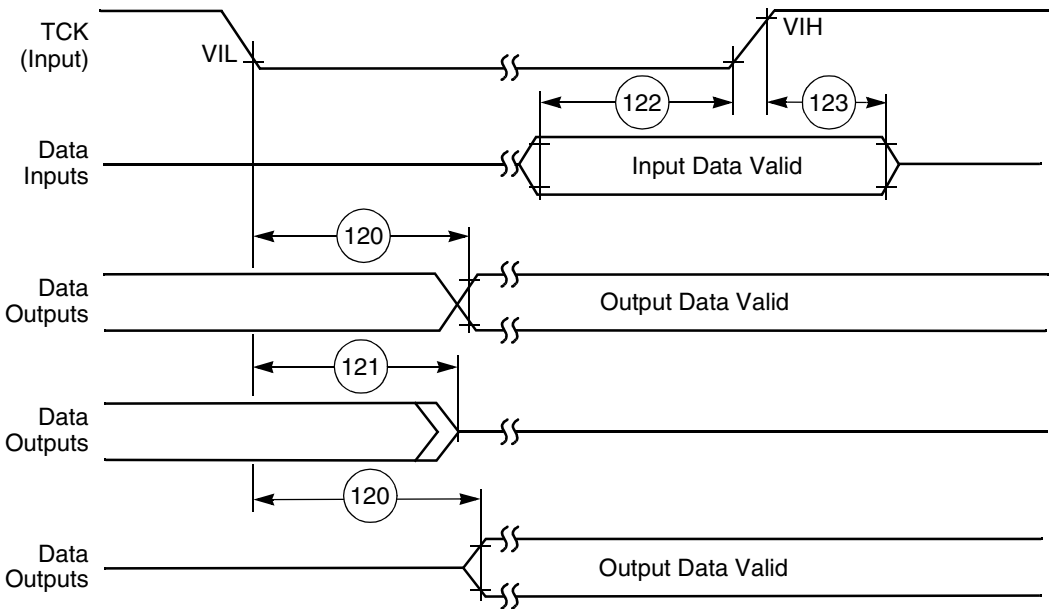 TCK
(Input)
VIL
VIH
122
123
Data
Inputs
Input Data Valid
120
Data
Outputs
Output Data Valid
121
Data
Outputs
120
Data
Outputs
Output Data Valid